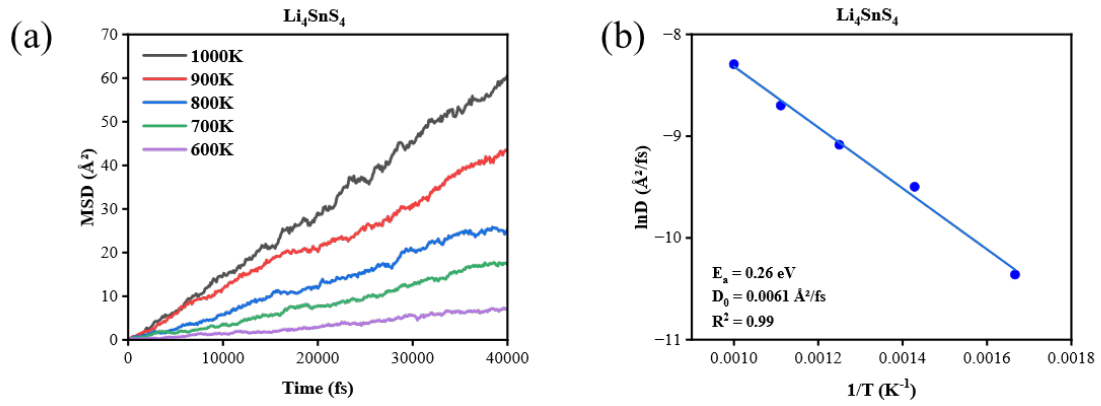 (a)
Li₄SnS₄
MSD (Å²)
70
60
50
40
30
20
10
0
1000K
900K
800K
700K
600K
0 10000 20000 30000 40000
Time (fs)
(b)
Li₄SnS₄
lnD (Å²/fs)
−8
−9
−10
−11
Eₐ = 0.26 eV
D₀ = 0.0061 Å²/fs
R² = 0.99
0.0010 0.0012 0.0014 0.0016 0.0018
1/T (K⁻¹)